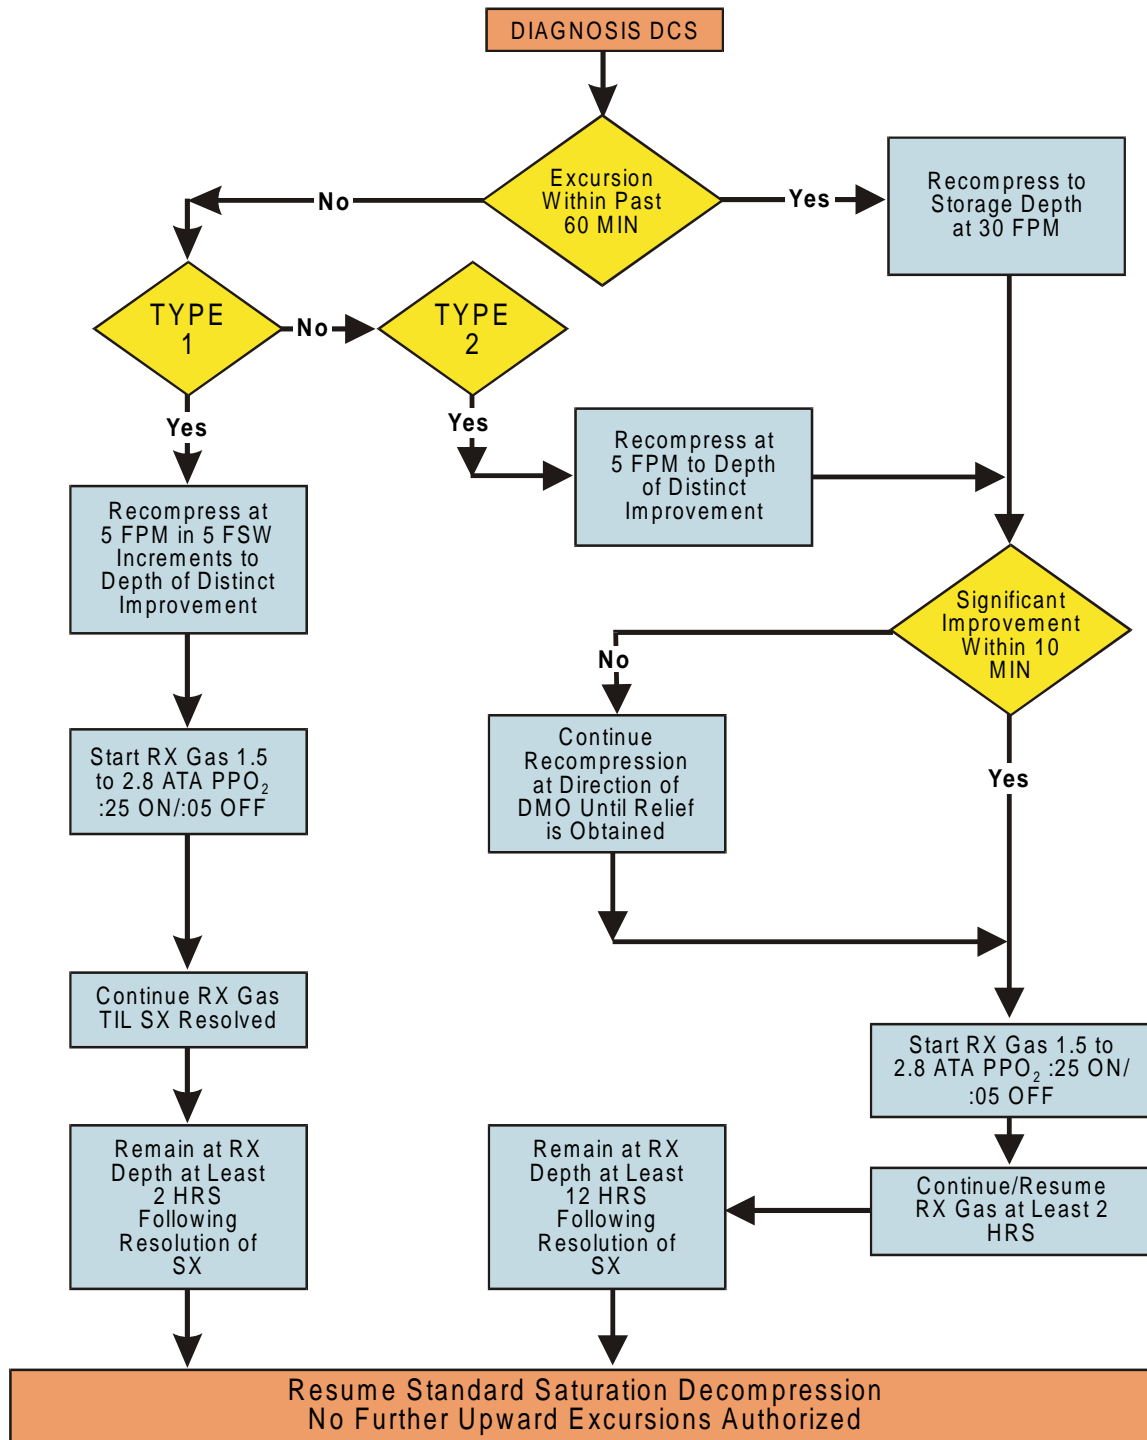 DIAGNOSIS DCS
Excursion
Within Past
60 MIN
No
Yes
Recompress to
Storage Depth
at 30 FPM
TYPE
1
No
TYPE
2
Yes
Yes
Recompress at
5 FPM to Depth
of Distinct
Improvement
Recompress at
5 FPM in 5 FSW
Increments to
Depth of Distinct
Improvement
Significant
Improvement
Within 10
MIN
No
Yes
Continue
Recompression
at Direction of
DMO Until Relief
is Obtained
Start RX Gas 1.5
to 2.8 ATA PPO₂
:25 ON/:05 OFF
Continue RX Gas
TIL SX Resolved
Start RX Gas 1.5 to
2.8 ATA PPO₂ :25 ON/
:05 OFF
Remain at RX
Depth at Least
2 HRS
Following
Resolution of
SX
Remain at RX
Depth at Least
12 HRS
Following
Resolution of
SX
Continue/Resume
RX Gas at Least 2
HRS
Resume Standard Saturation Decompression
No Further Upward Excursions Authorized